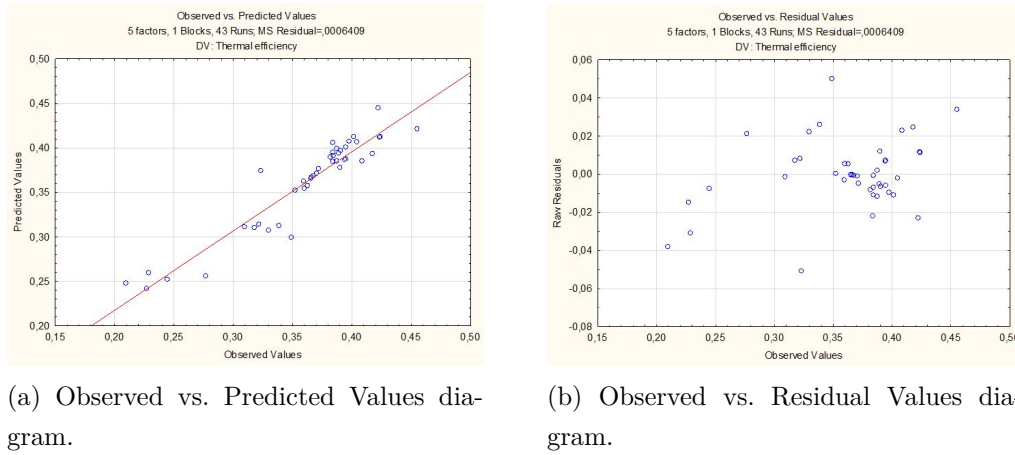 Observed vs. Predicted Values
5 factors, 1 Blocks, 43 Runs; MS Residual=,0006409
DV: Thermal efficiency
0,50
0,45
0,40
0,35
0,30
0,25
0,20
Predicted Values
0,15 0,20 0,25 0,30 0,35 0,40 0,45 0,50
Observed Values
(a) Observed vs. Predicted Values dia-
gram.
Observed vs. Residual Values
5 factors, 1 Blocks, 43 Runs; MS Residual=,0006409
DV: Thermal efficiency
0,06
0,04
0,02
0,00
-0,02
-0,04
-0,06
-0,08
Raw Residuals
0,15 0,20 0,25 0,30 0,35 0,40 0,45 0,50
Observed Values
(b) Observed vs. Residual Values dia-
gram.